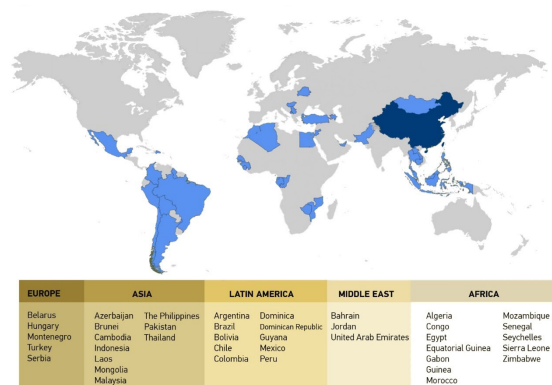 EUROPE
Belarus
Hungary
Montenegro
Turkey
Serbia
ASIA
Azerbaijan
Brunei
Cambodia
Indonesia
Laos
Mongolia
Malaysia
The Philippines
Pakistan
Thailand
LATIN AMERICA
Argentina
Brazil
Bolivia
Chile
Colombia
Dominica
Dominican Republic
Guyana
Mexico
Peru
MIDDLE EAST
Bahrain
Jordan
United Arab Emirates
AFRICA
Algeria
Congo
Egypt
Equatorial Guinea
Gabon
Guinea
Morocco
Mozambique
Senegal
Seychelles
Sierra Leone
Zimbabwe